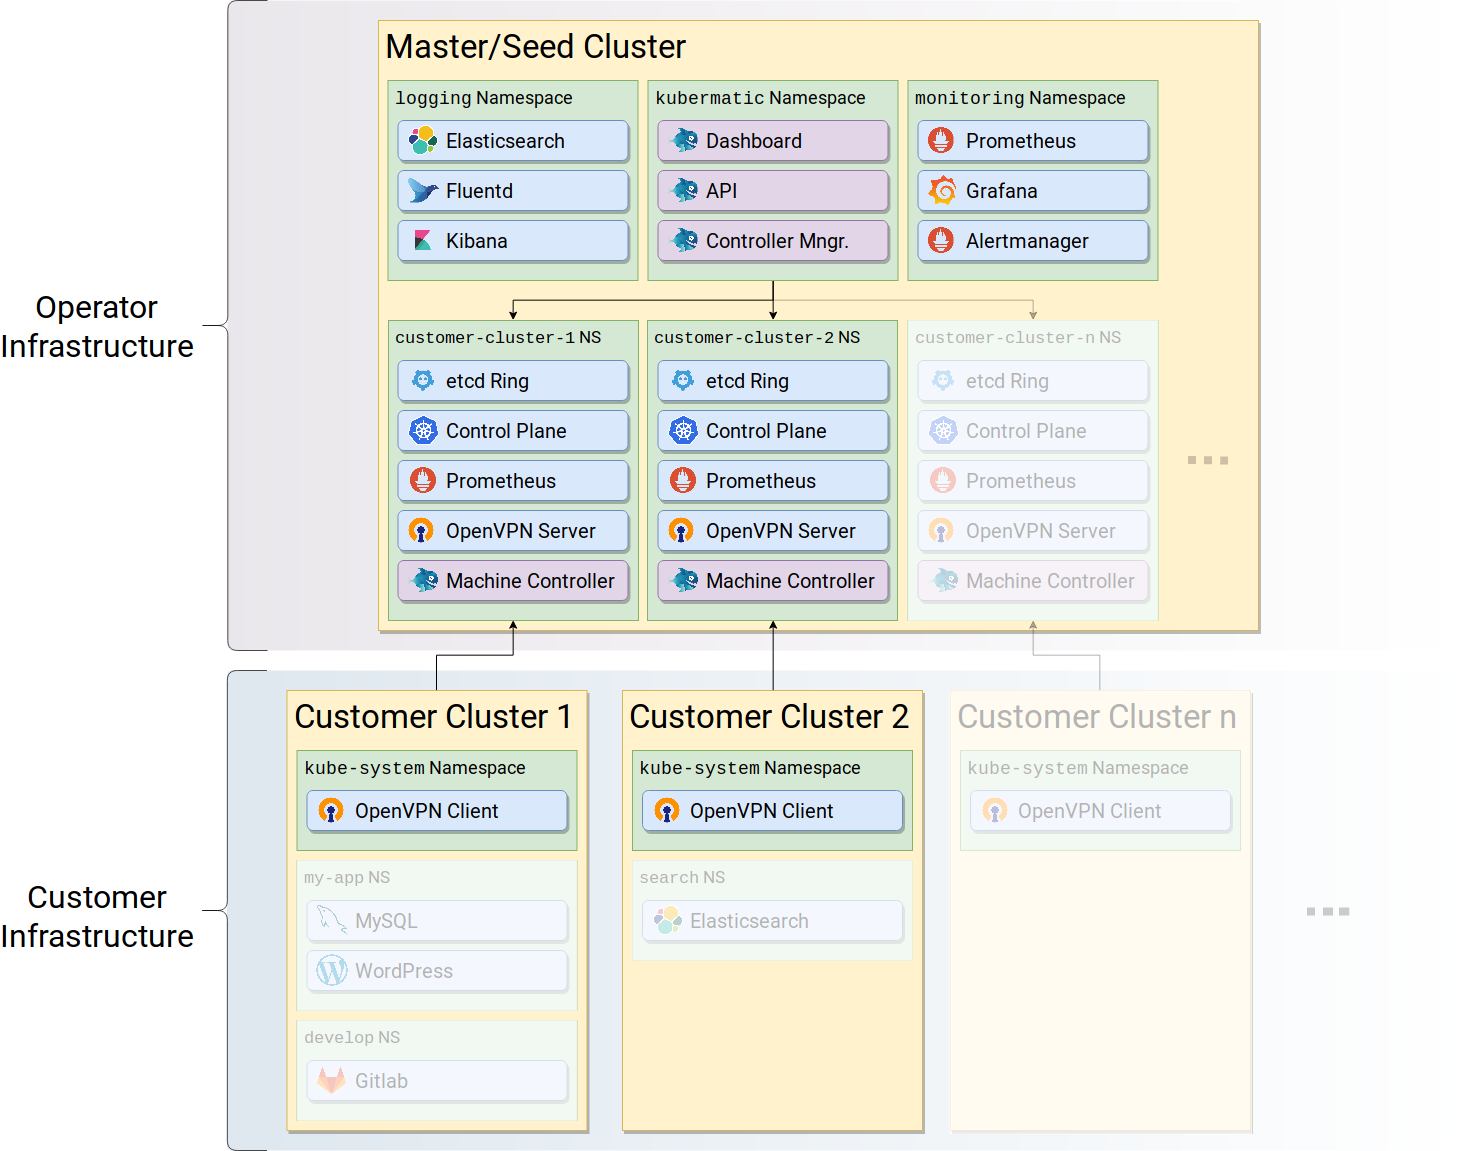 Operator
Infrastructure
Master/Seed Cluster
logging Namespace
Elasticsearch
Fluentd
Kibana
kubermatic Namespace
Dashboard
API
Controller Mngr.
monitoring Namespace
Prometheus
Grafana
Alertmanager
customer-cluster-1 NS
etcd Ring
Control Plane
Prometheus
OpenVPN Server
Machine Controller
customer-cluster-2 NS
etcd Ring
Control Plane
Prometheus
OpenVPN Server
Machine Controller
customer-cluster-n NS
etcd Ring
Control Plane
Prometheus
OpenVPN Server
Machine Controller
...
Customer
Infrastructure
Customer Cluster 1
kube-system Namespace
OpenVPN Client
my-app NS
MySQL
WordPress
develop NS
Gitlab
Customer Cluster 2
kube-system Namespace
OpenVPN Client
search NS
Elasticsearch
Customer Cluster n
kube-system Namespace
OpenVPN Client
...